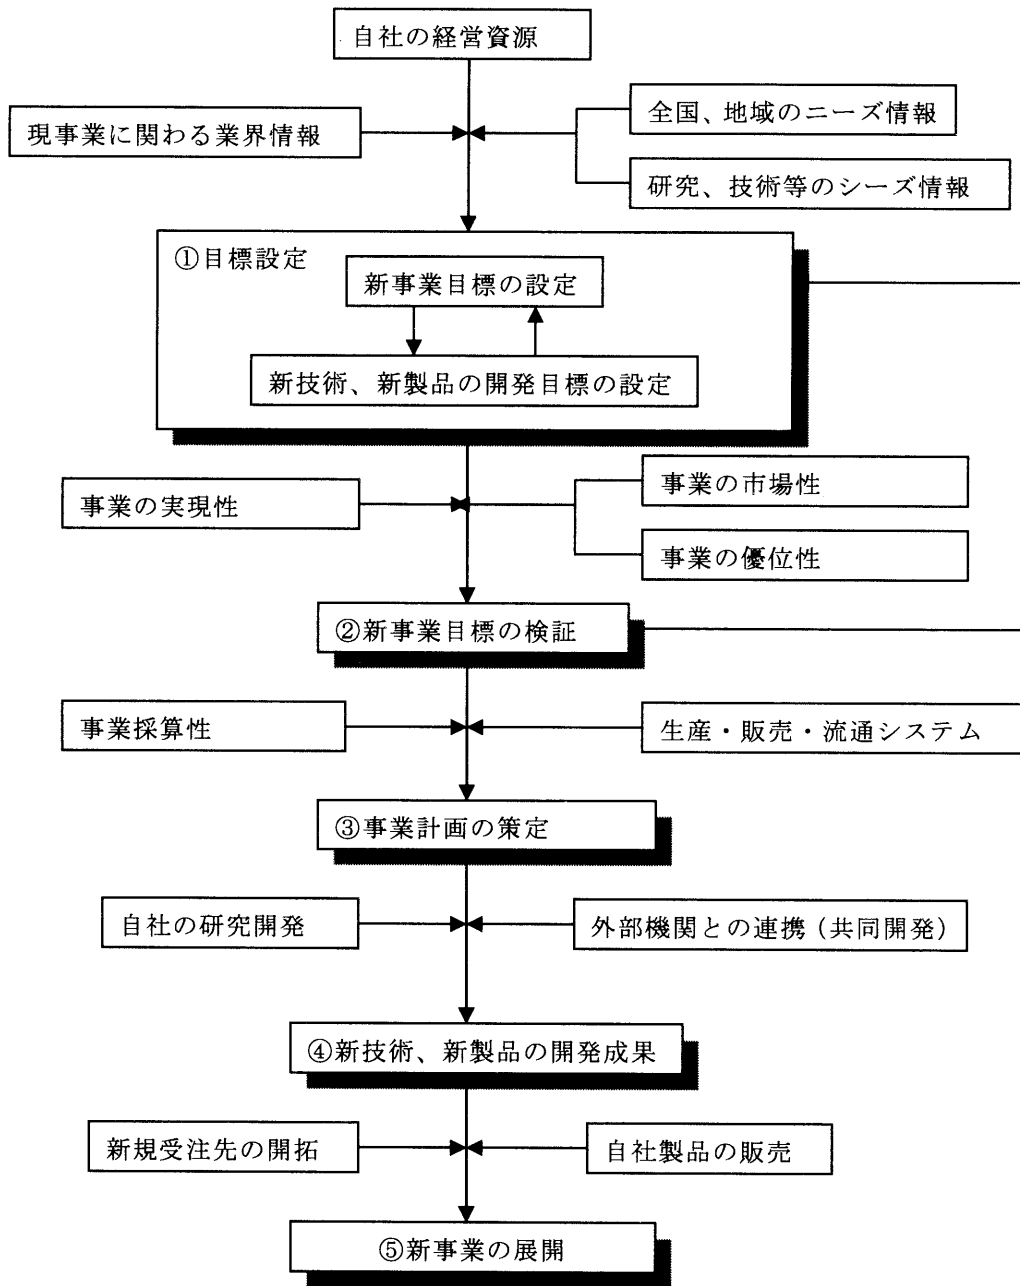 自社の経営資源
現事業に関わる業界情報
全国、地域のニーズ情報
研究、技術等のシーズ情報
①目標設定
新事業目標の設定
新技術、新製品の開発目標の設定
事業の実現性
事業の市場性
事業の優位性
②新事業目標の検証
事業採算性
生産・販売・流通システム
③事業計画の策定
自社の研究開発
外部機関との連携（共同開発）
④新技術、新製品の開発成果
新規受注先の開拓
自社製品の販売
⑤新事業の展開